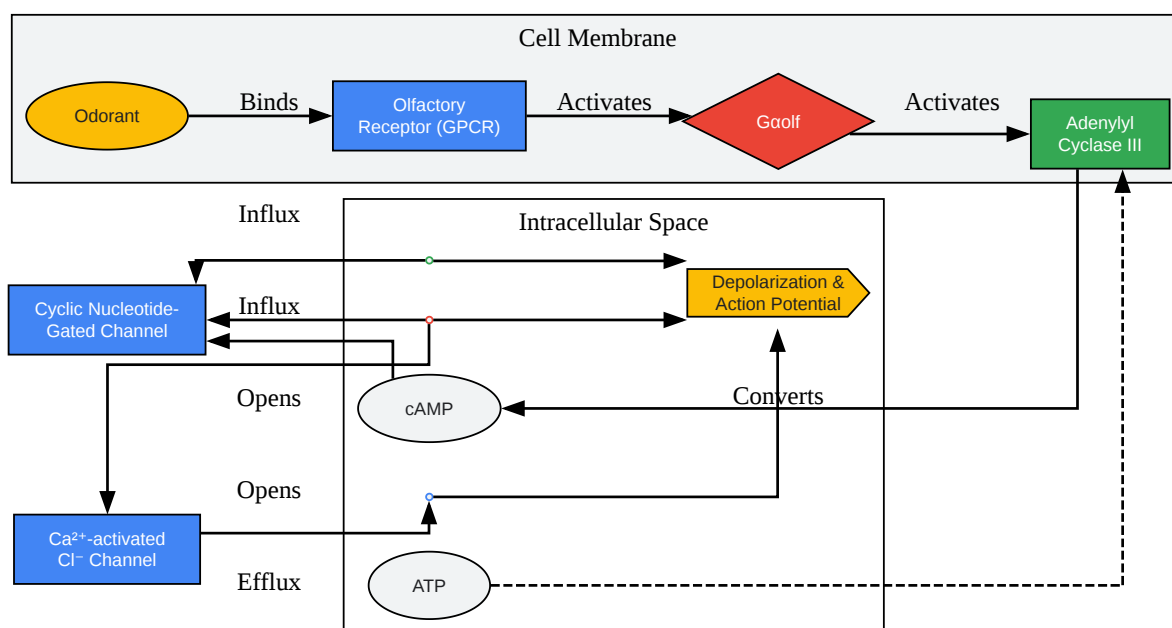 Cell Membrane
Odorant
Binds
Olfactory
Receptor (GPCR)
Activates
Gαolf
Activates
Adenylyl
Cyclase III
Influx
Intracellular Space
Cyclic Nucleotide-
Gated Channel
Influx
Depolarization &
Action Potential
Opens
cAMP
Converts
Opens
Ca²⁺-activated
Cl⁻ Channel
Efflux
ATP